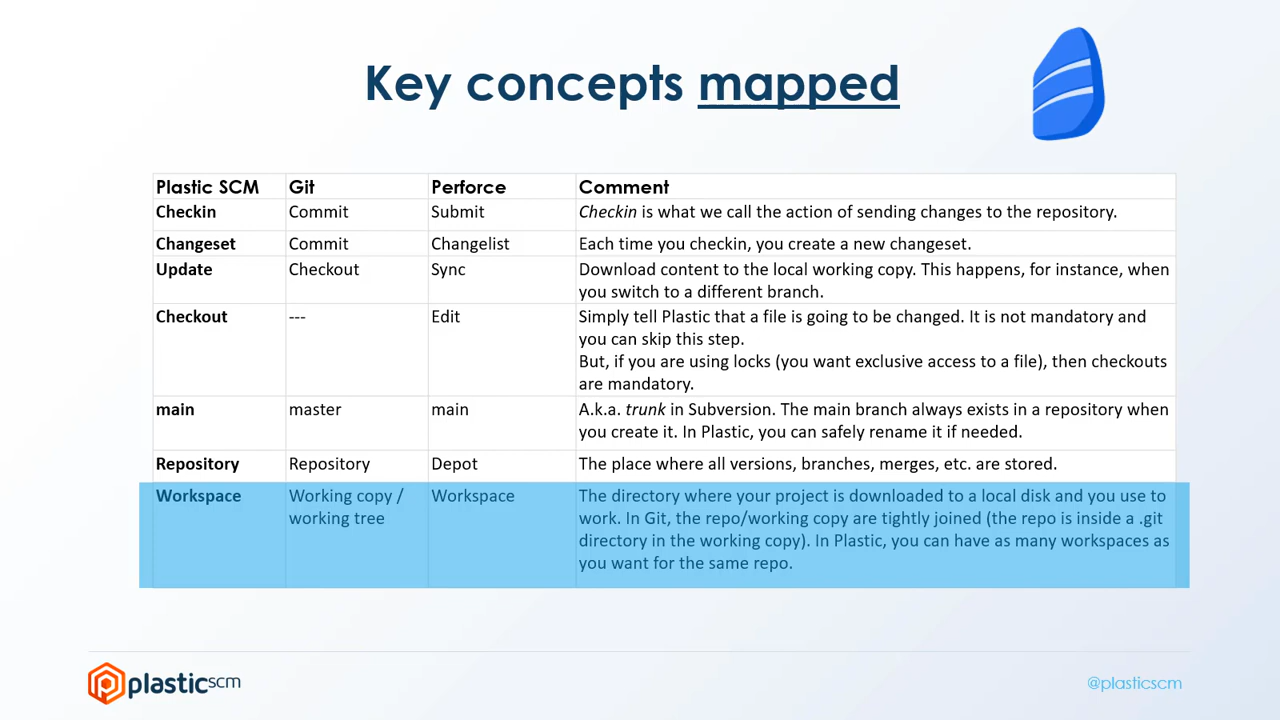 Key concepts mapped
Plastic SCM Git Perforce Comment
Checkin Commit Submit Checkin is what we call the action of sending changes to the repository.
Changeset Commit Changelist Each time you checkin, you create a new changeset.
Update Checkout Sync Download content to the local working copy. This happens, for instance, when
you switch to a different branch.
Checkout --- Edit Simply tell Plastic that a file is going to be changed. It is not mandatory and
you can skip this step.
But, if you are using locks (you want exclusive access to a file), then checkouts
are mandatory.
main master main A.k.a. trunk in Subversion. The main branch always exists in a repository when
you create it. In Plastic, you can safely rename it if needed.
Repository Repository Depot The place where all versions, branches, merges, etc. are stored.
Workspace Working copy / Workspace The directory where your project is downloaded to a local disk and you use to
working tree work. In Git, the repo/working copy are tightly joined (the repo is inside a .git
directory in the working copy). In Plastic, you can have as many workspaces as
you want for the same repo.
plastic scm
@plasticscm